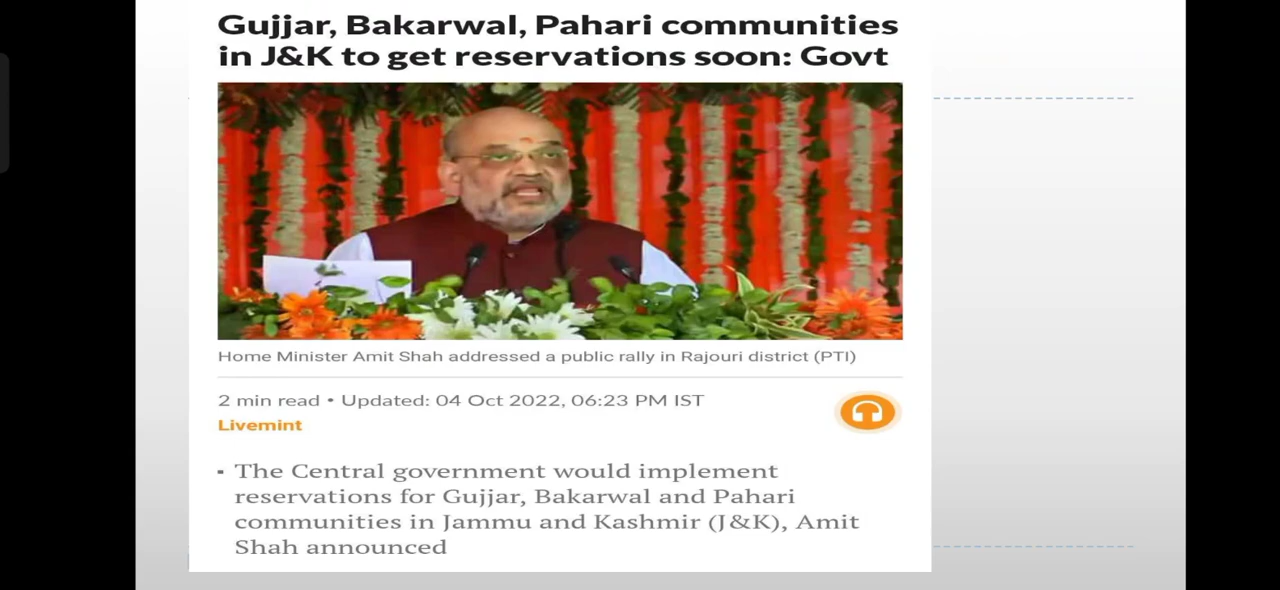 Gujjar, Bakarwal, Pahari communities
in J&K to get reservations soon: Govt
Home Minister Amit Shah addressed a public rally in Rajouri district (PTI)
2 min read • Updated: 04 Oct 2022, 06:23 PM IST
Livemint
▪ The Central government would implement
reservations for Gujjar, Bakarwal and Pahari
communities in Jammu and Kashmir (J&K), Amit
Shah announced